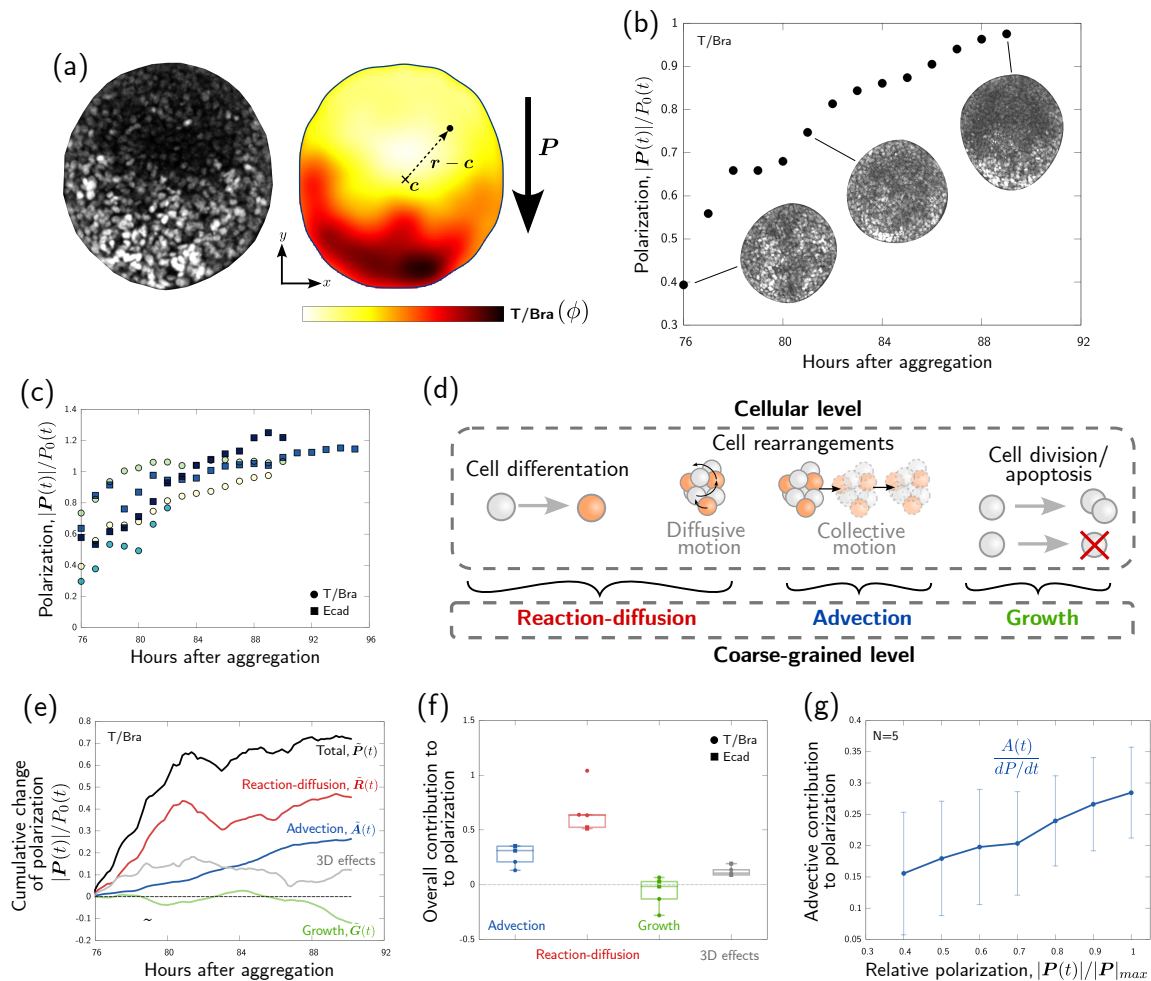 (a)
r − c
c
P
y
x
T/Bra (ϕ)
(b)
T/Bra
Polarization, |P(t)|/P₀(t)
1
0.9
0.8
0.7
0.6
0.5
0.4
0.3
76 80 84 88 92
Hours after aggregation
(c)
Polarization, |P(t)|/P₀(t)
1.4
1.2
1
0.8
0.6
0.4
0.2
0
T/Bra
Ecad
76 80 84 88 92 96
Hours after aggregation
(d)
Cellular level
Cell differentation
Cell rearrangements
Diffusive
motion
Collective
motion
Cell division/
apoptosis
Reaction-diffusion
Advection
Growth
Coarse-grained level
(e)
T/Bra
Cumulative change
of polarization
|P(t)|/P₀(t)
0.8
0.7
0.6
0.5
0.4
0.3
0.2
0.1
0
-0.1
-0.2
Total, P̃(t)
Reaction-diffusion, R̃(t)
Advection, Ã(t)
3D effects
~
Growth, G̃(t)
76 80 84 88 92
Hours after aggregation
(f)
Overall contribution to
to polarization
1.5
1
0.5
0
-0.5
T/Bra
Ecad
Advection
Reaction-diffusion
Growth
3D effects
(g)
N=5
A(t)
dP/dt
Advective contribution
to polarization
0.4
0.35
0.3
0.25
0.2
0.15
0.1
0.05
0.3 0.4 0.5 0.6 0.7 0.8 0.9 1
Relative polarization, |P(t)|/|P|max